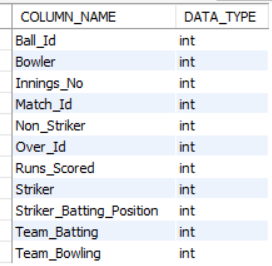 COLUMN_NAME DATA_TYPE
Ball_Id int
Bowler int
Innings_No int
Match_Id int
Non_Striker int
Over_Id int
Runs_Scored int
Striker int
Striker_Batting_Position int
Team_Batting int
Team_Bowling int